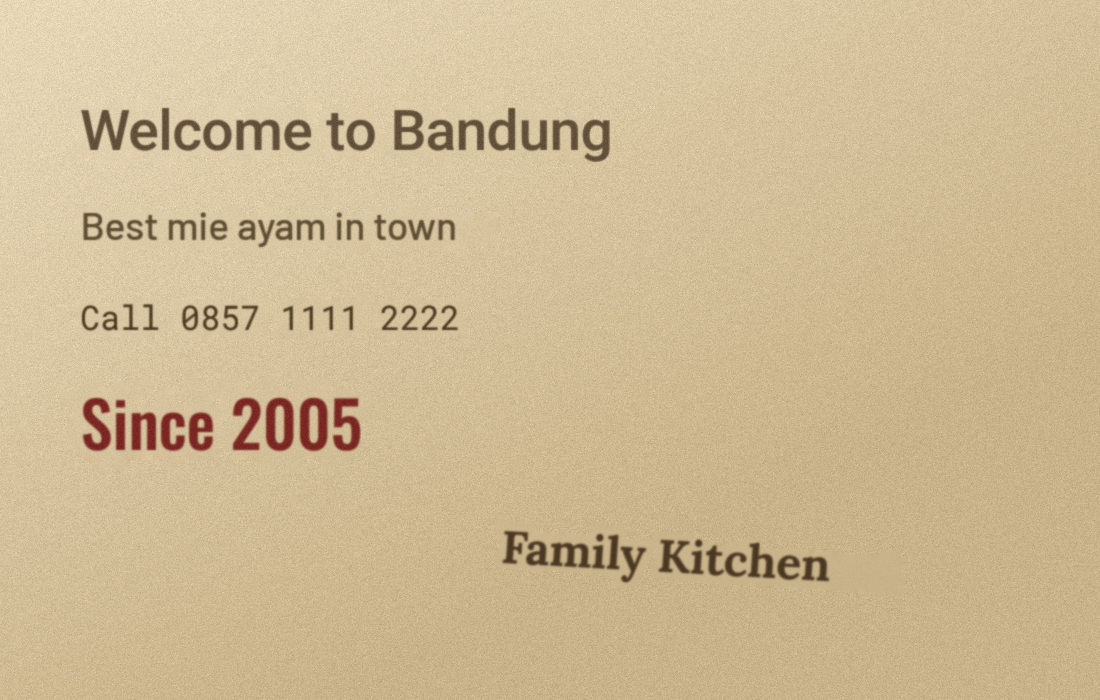 Welcome to Bandung
Best mie ayam in town
Call 0857 1111 2222
Since 2005
Family Kitchen